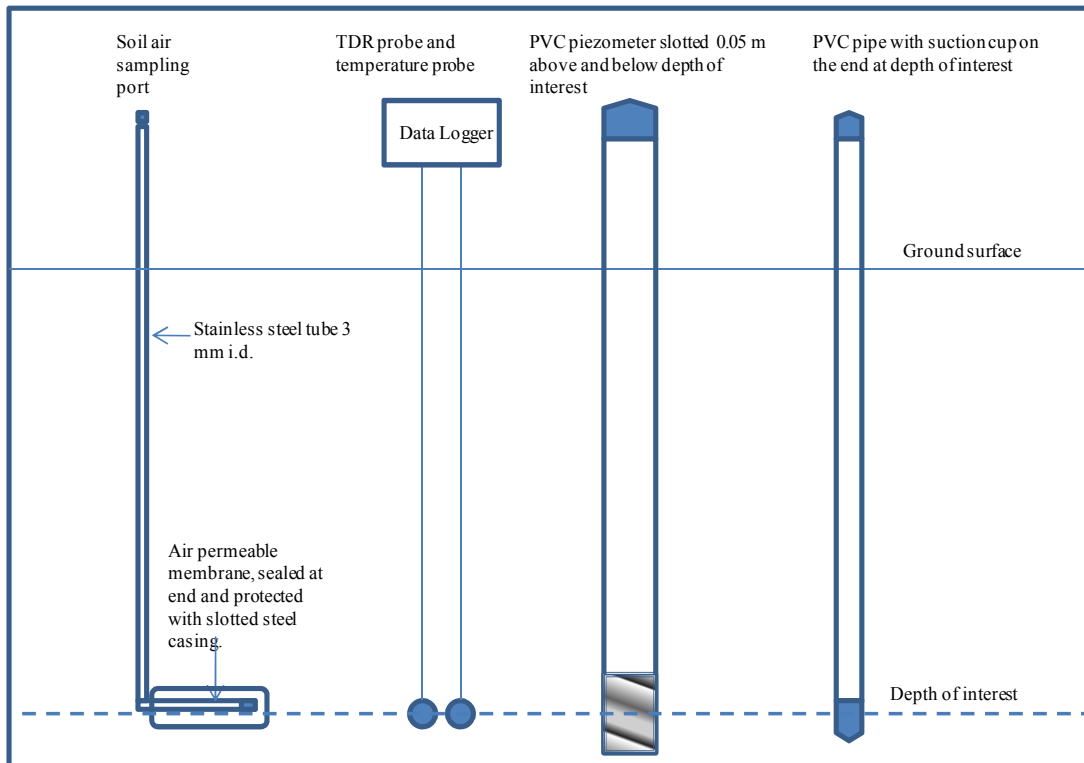 Soil air
sampling
port
TDR probe and
temperature probe
PVC piezometer slotted 0.05 m
above and below depth of
interest
PVC pipe with suction cup on
the end at depth of interest
Data Logger
Ground surface
Stainless steel tube 3
mm i.d.
Air permeable
membrane, sealed at
end and protected
with slotted steel
casing.
Depth of interest